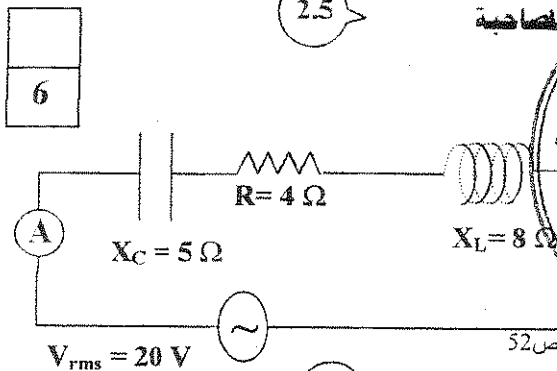 2.5
6
R= 4 Ω
A
X_C = 5 Ω
X_L= 8 Ω
V_rms = 20 V
ص52